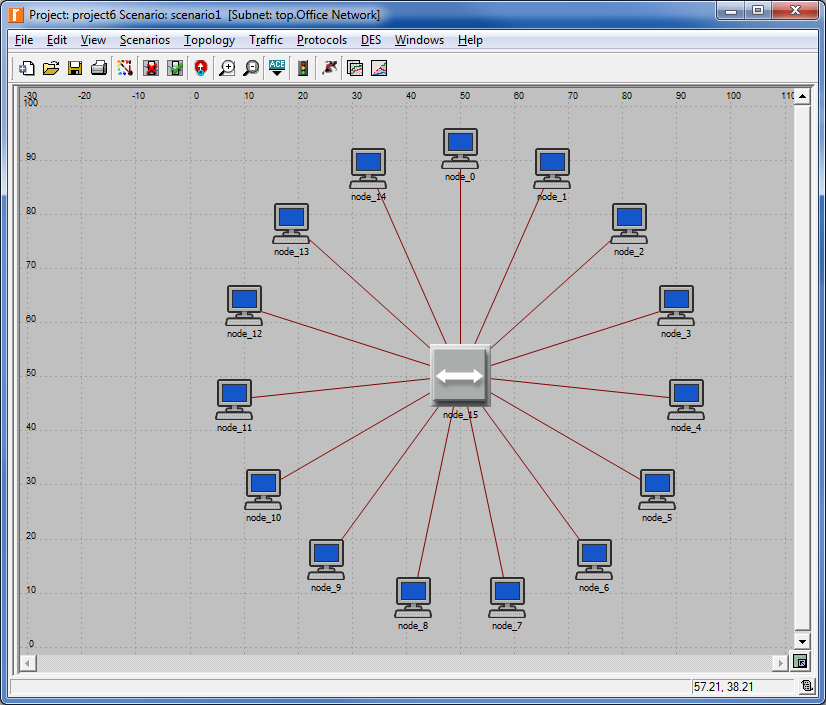 Project: project6 Scenario: scenario1 [Subnet: top.Office Network]
File Edit View Scenarios Topology Traffic Protocols DES Windows Help
ACE
-30 -20 -10 0 10 20 30 40 50 60 70 80 90 100 110
100
90
80
70
60
50
40
30
20
10
0
node_0
node_14
node_1
node_13
node_2
node_12
node_3
node_15
node_11
node_4
node_10
node_5
node_9
node_6
node_8
node_7
57.21, 38.21